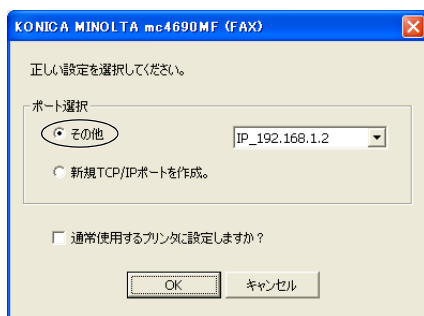 KONICA MINOLTA mc4690MF (FAX)
正しい設定を選択してください。
ポート選択
その他
IP_192.168.1.2
新規TCP/IPポートを作成。
通常使用するプリンタに設定しますか？
OK
キャンセル